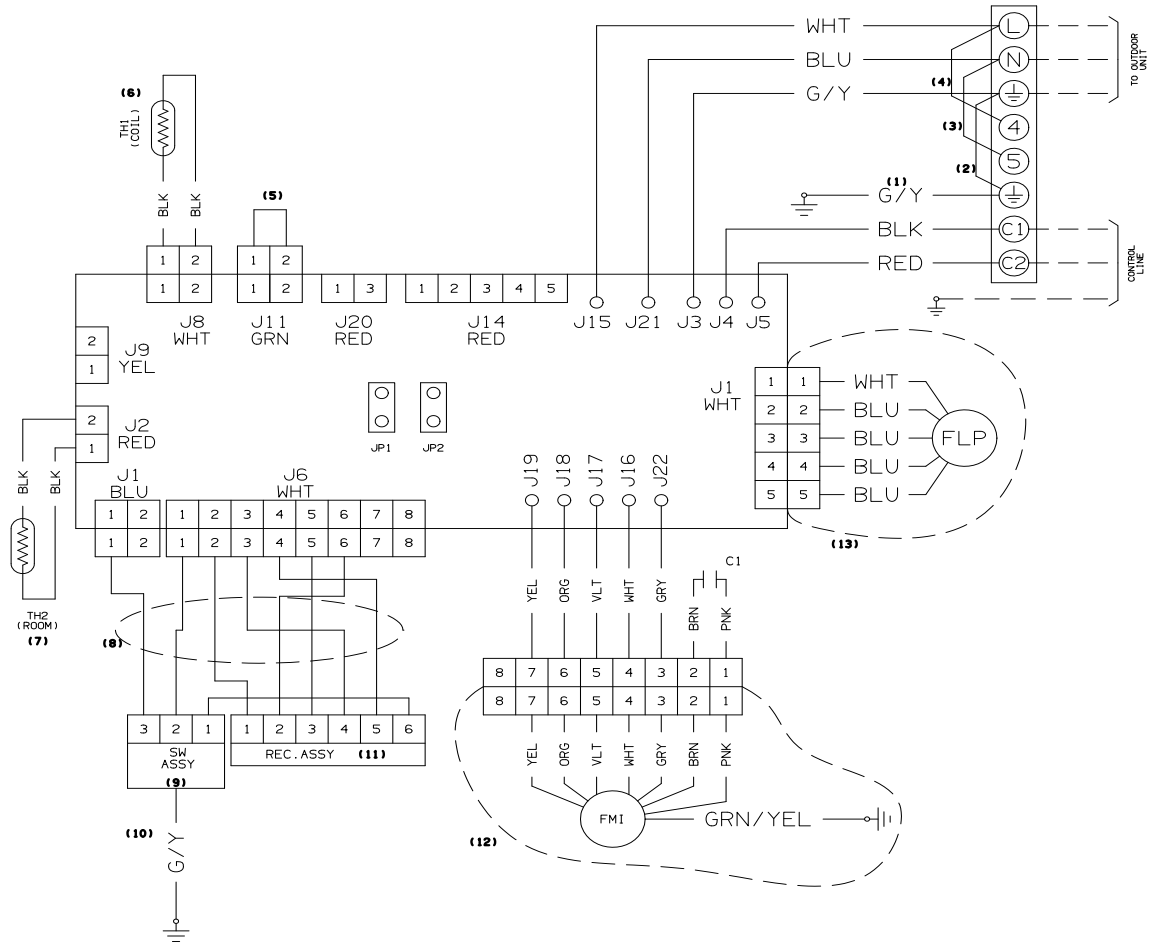 WHT
L
BLU
N
G/Y
⏚
TO OUTDOOR
UNIT
(4)
(3)
4
5
(2)
(1)
G/Y
⏚
BLK
C1
RED
C2
CONTROL
LINE
(6)
TH1
(COIL)
BLK
BLK
(5)
1 2
1 2
J8
WHT
1 2
1 2
J11
GRN
1 3
J20
RED
1 2 3 4 5
J14
RED
J15
J21
J3
J4
J5
2
1
J9
YEL
2
1
J2
RED
JP1
JP2
J1
WHT
1 1 WHT
2 2 BLU
3 3 BLU
4 4 BLU
5 5 BLU
FLP
(13)
BLK
BLK
TH2
(ROOM)
(7)
J1
BLU
1 2
1 2
J6
WHT
1 2 3 4 5 6 7 8
1 2 3 4 5 6 7 8
(8)
3 2 1
SW
ASSY
(9)
1 2 3 4 5 6
REC.ASSY (11)
(10)
G/Y
J19
J18
J17
J16
J22
YEL
ORG
VLT
WHT
GRY
BRN
PNK
C1
8 7 6 5 4 3 2 1
8 7 6 5 4 3 2 1
YEL
ORG
VLT
WHT
GRY
BRN
PNK
FMI
GRN/YEL
(12)